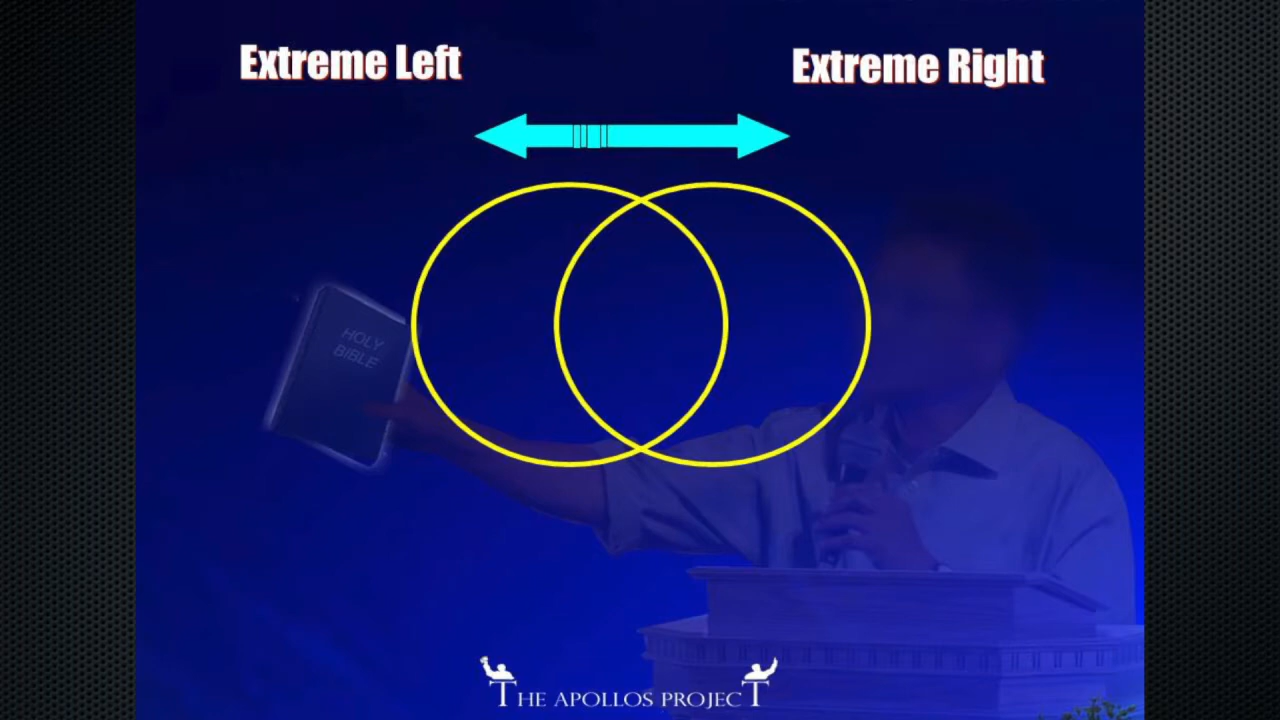 Extreme Left
Extreme Right
HOLY
BIBLE
THE APOLLOS PROJECT